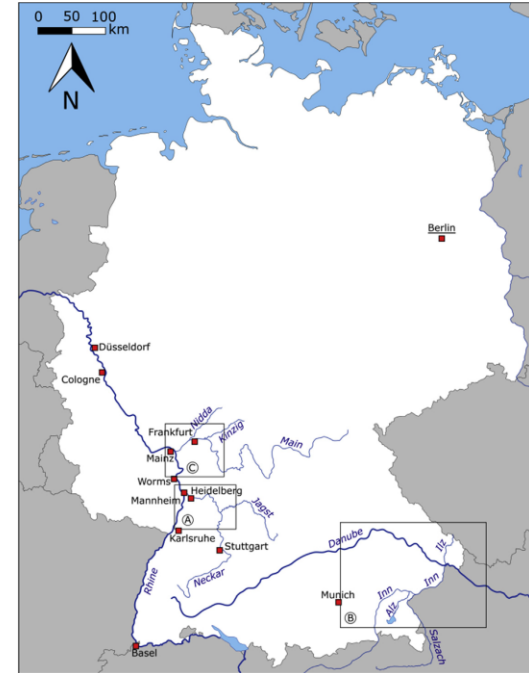 0 50 100
km
N
Berlin
Düsseldorf
Cologne
Nidda
Frankfurt
Kinzig
Main
Mainz
C
Worms
Heidelberg
Mannheim
Jagst
A
Karlsruhe
Danube
Ilz
Stuttgart
Rhine
Neckar
Inn
Inn
Munich
Alz
B
Salzach
Basel